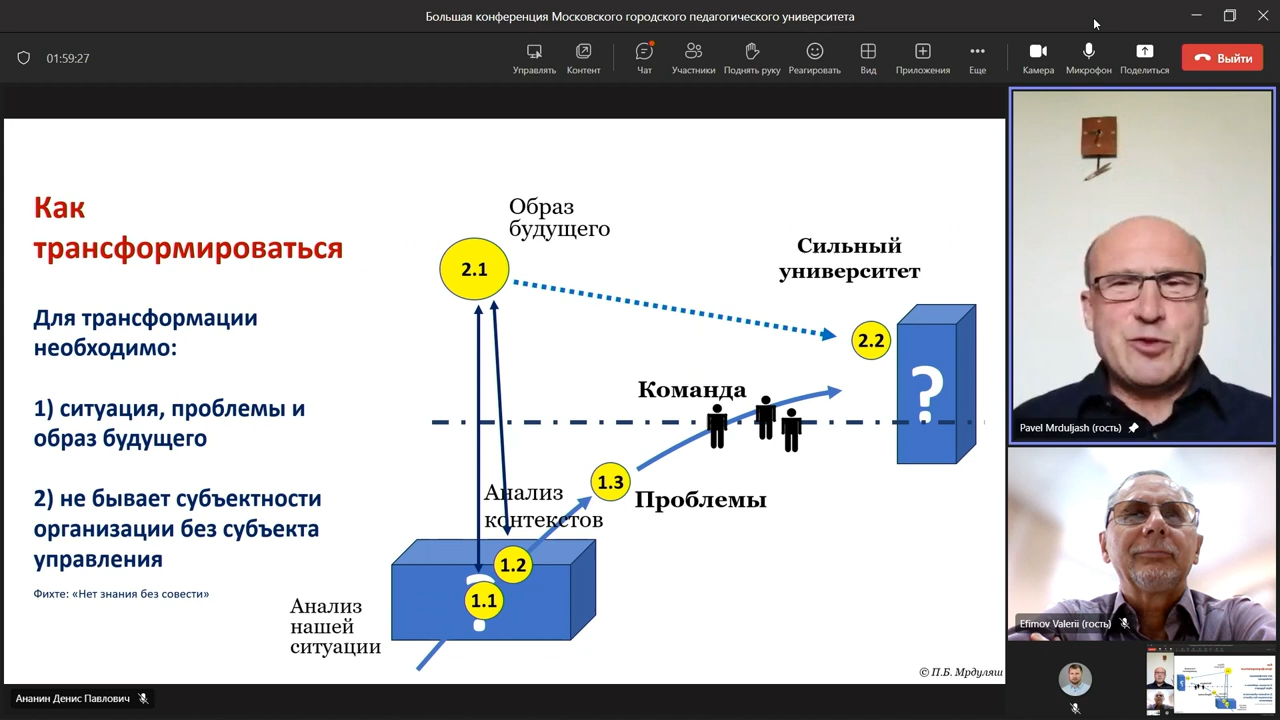 Большая конференция Московского городского педагогического университета
01:59:27
Управлять
Контент
Чат
Участники
Поднять руку
Реагировать
Вид
Приложения
Еще
Камера
Микрофон
Поделиться
Выйти
Как
трансформироваться
Для трансформации
необходимо:
1) ситуация, проблемы и
образ будущего
2) не бывает субъектности
организации без субъекта
управления
Фихте: «Нет знания без совести»
Образ
будущего
2.1
Сильный
университет
2.2
?
Команда
1.3
Проблемы
Анализ
контекстов
1.2
?
1.1
Анализ
нашей
ситуации
© П.Б. Мрдуляш
Pavel Mrduljash (гость)
Efimov Valerii (гость)
Ананин Денис Павлович